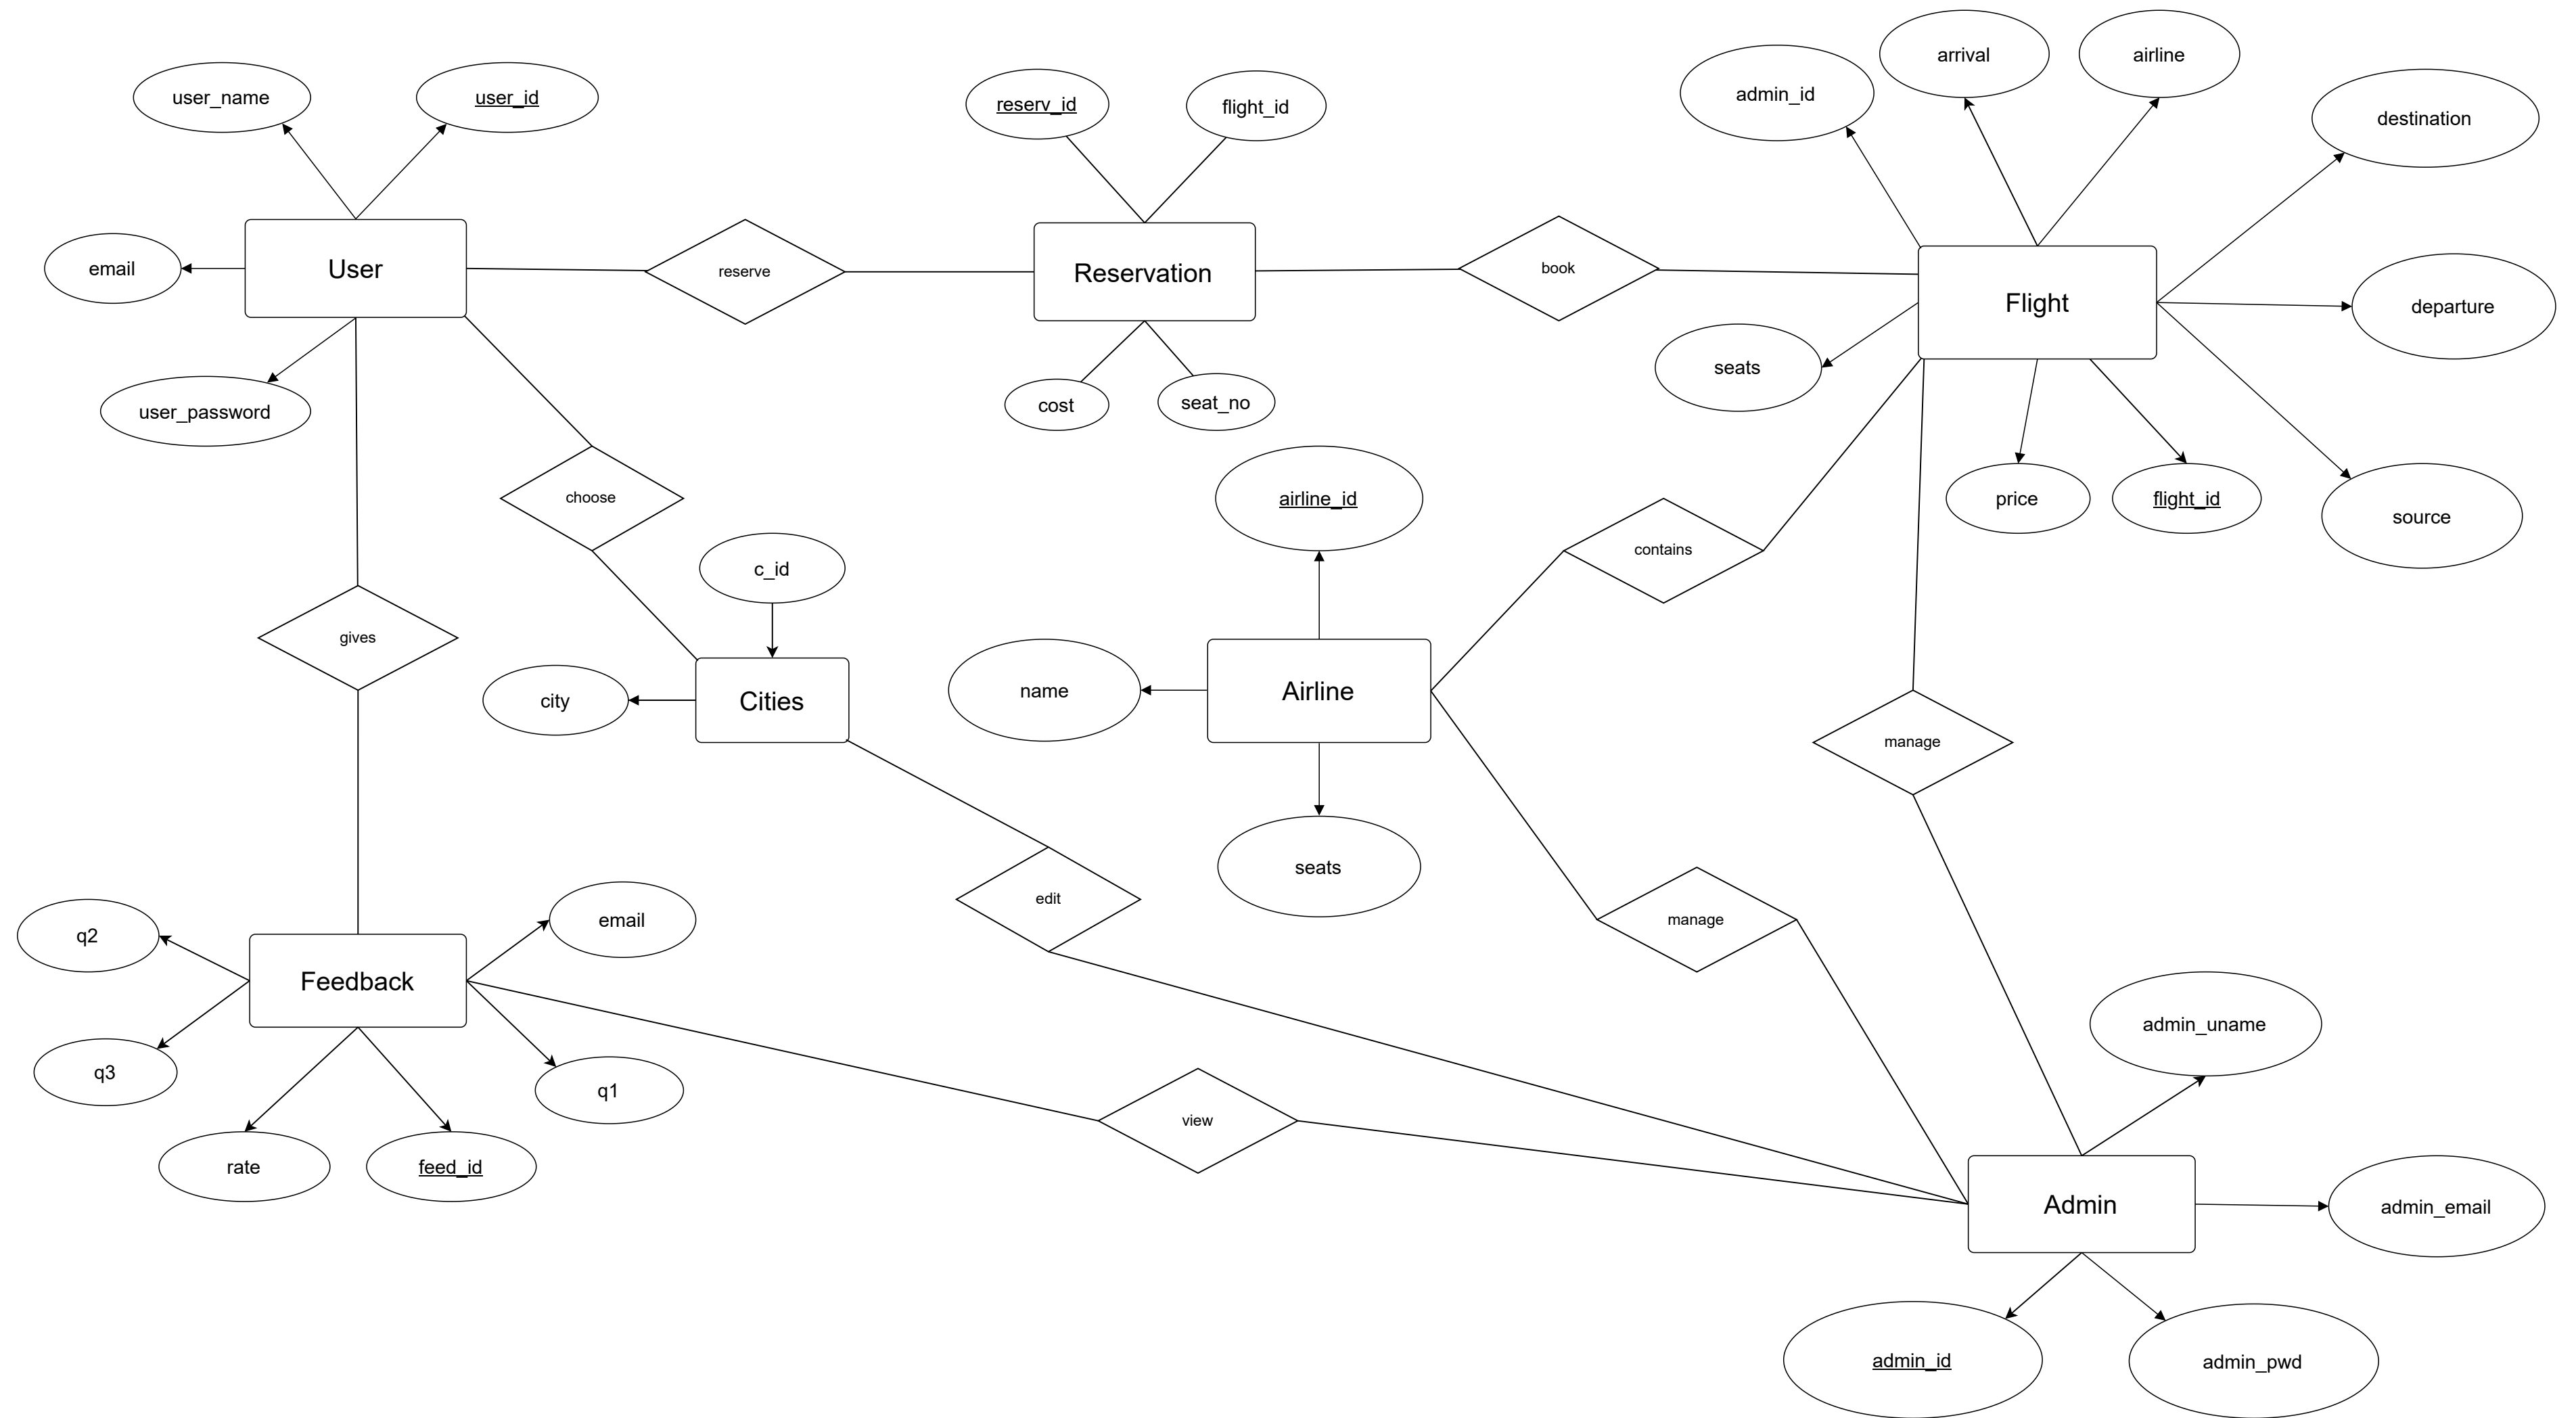 arrival
airline
admin_id
user_name
user_id
reserv_id
flight_id
destination
email
User
reserve
Reservation
book
Flight
departure
seats
user_password
cost
seat_no
choose
airline_id
price
flight_id
source
contains
c_id
gives
city
Cities
name
Airline
manage
seats
edit
manage
q2
email
Feedback
admin_uname
q3
q1
view
rate
feed_id
Admin
admin_email
admin_id
admin_pwd